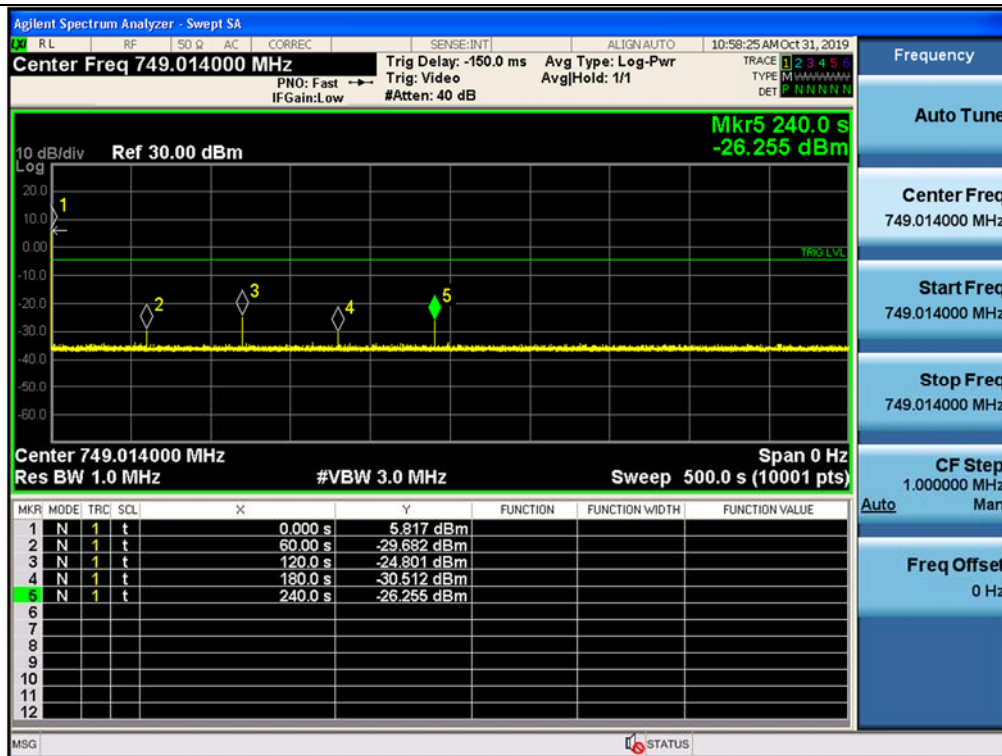 Agilent Spectrum Analyzer - Swept SA
LXI RL RF 50 Ω AC CORREC SENSE:INT ALIGN AUTO 10:58:25 AM Oct 31, 2019
Center Freq 749.014000 MHz
PNO: Fast
IFGain:Low
Trig Delay: -150.0 ms
Trig: Video
#Atten: 40 dB
Avg Type: Log-Pwr
Avg|Hold: 1/1
TRACE 1 2 3 4 5 6
TYPE M WWWWW
DET P N N N N N
Mkr5 240.0 s
-26.255 dBm
10 dB/div Ref 30.00 dBm
Log
20.0
10.0
0.00
-10.0
-20.0
-30.0
-40.0
-50.0
-60.0
1
2
3
4
5
TRIG LVL
Center 749.014000 MHz Span 0 Hz
Res BW 1.0 MHz #VBW 3.0 MHz Sweep 500.0 s (10001 pts)
MKR MODE TRC SCL X Y FUNCTION FUNCTION WIDTH FUNCTION VALUE
1 N 1 t 0.000 s 5.817 dBm
2 N 1 t 60.00 s -29.682 dBm
3 N 1 t 120.0 s -24.801 dBm
4 N 1 t 180.0 s -30.512 dBm
5 N 1 t 240.0 s -26.255 dBm
6
7
8
9
10
11
12
MSG STATUS
Frequency
Auto Tune
Center Freq
749.014000 MHz
Start Freq
749.014000 MHz
Stop Freq
749.014000 MHz
CF Step
1.000000 MHz
Auto Man
Freq Offset
0 Hz